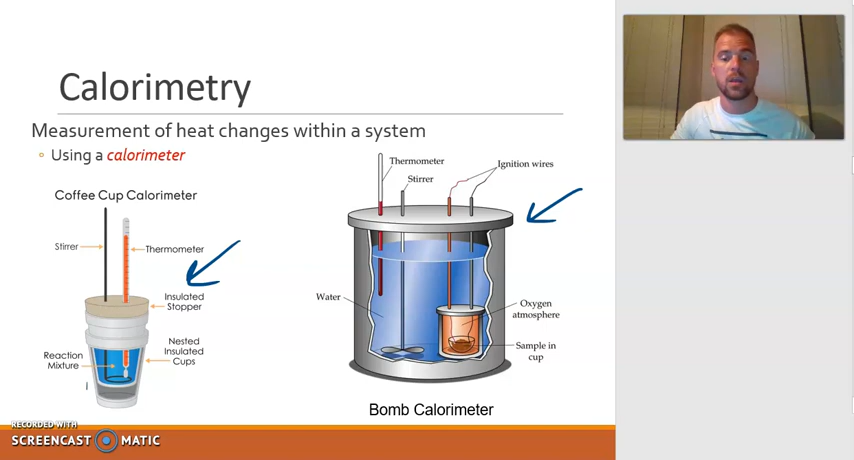 Calorimetry
Measurement of heat changes within a system
Using a calorimeter
Coffee Cup Calorimeter
Stirrer
Thermometer
Insulated
Stopper
Nested
Insulated
Cups
Reaction
Mixture
Thermometer
Stirrer
Ignition wires
Water
Oxygen
atmosphere
Sample in
cup
Bomb Calorimeter
RECORDED WITH
SCREENCAST MATIC